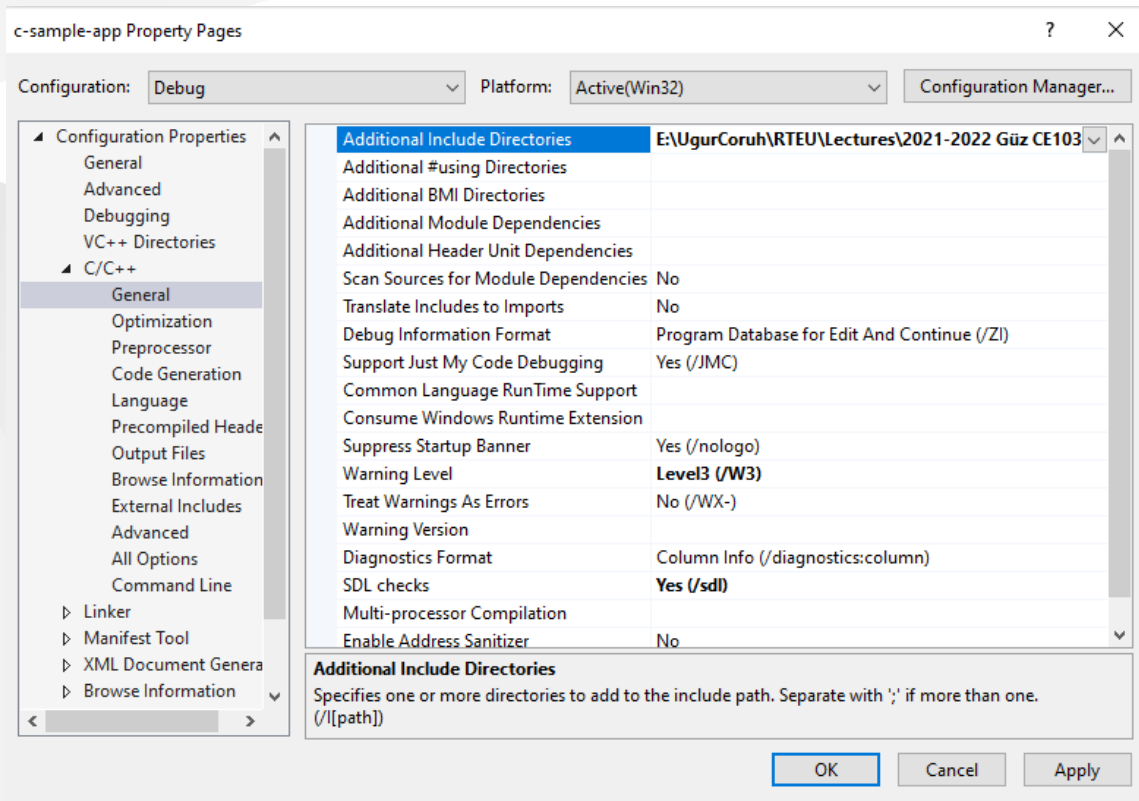 c-sample-app Property Pages
Configuration: Debug Platform: Active(Win32) Configuration Manager...
Configuration Properties
General
Advanced
Debugging
VC++ Directories
C/C++
General
Optimization
Preprocessor
Code Generation
Language
Precompiled Heade
Output Files
Browse Information
External Includes
Advanced
All Options
Command Line
Linker
Manifest Tool
XML Document Genera
Browse Information
Additional Include Directories E:\UgurCoruh\RTEU\Lectures\2021-2022 Güz CE103
Additional #using Directories
Additional BMI Directories
Additional Module Dependencies
Additional Header Unit Dependencies
Scan Sources for Module Dependencies No
Translate Includes to Imports No
Debug Information Format Program Database for Edit And Continue (/ZI)
Support Just My Code Debugging Yes (/JMC)
Common Language RunTime Support
Consume Windows Runtime Extension
Suppress Startup Banner Yes (/nologo)
Warning Level Level3 (/W3)
Treat Warnings As Errors No (/WX-)
Warning Version
Diagnostics Format Column Info (/diagnostics:column)
SDL checks Yes (/sdl)
Multi-processor Compilation
Enable Address Sanitizer No
Additional Include Directories
Specifies one or more directories to add to the include path. Separate with ';' if more than one.
(/I[path])
OK Cancel Apply